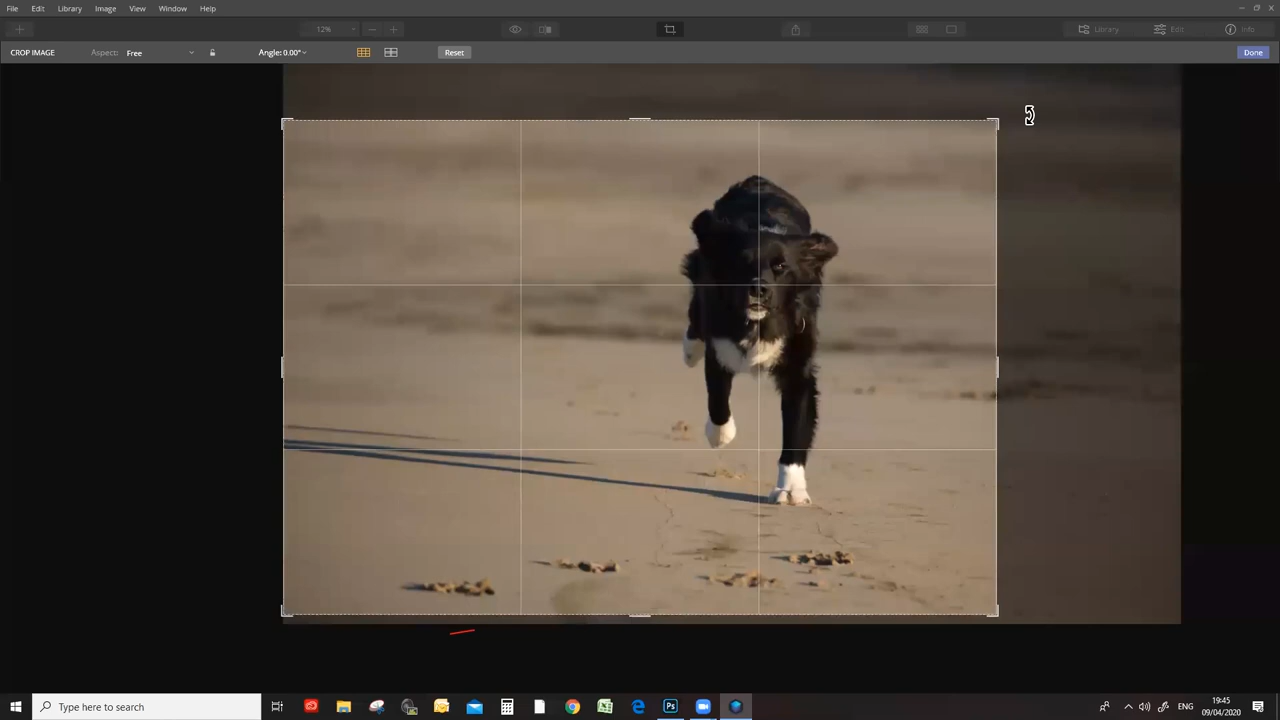 File Edit Library Image View Window Help
12% Library Edit Info
CROP IMAGE Aspect: Free Angle: 0.00° Reset Done
Type here to search Ps ENG 19:45
09/04/2020